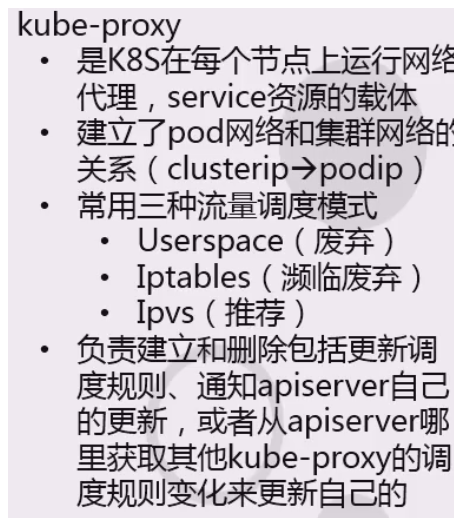 kube-proxy
• 是K8S在每个节点上运行网络
代理，service资源的载体
• 建立了pod网络和集群网络的
关系（clusterip→podip）
• 常用三种流量调度模式
• Userspace（废弃）
• Iptables（濒临废弃）
• Ipvs（推荐）
• 负责建立和删除包括更新调
度规则、通知apiserver自己
的更新，或者从apiserver哪
里获取其他kube-proxy的调
度规则变化来更新自己的